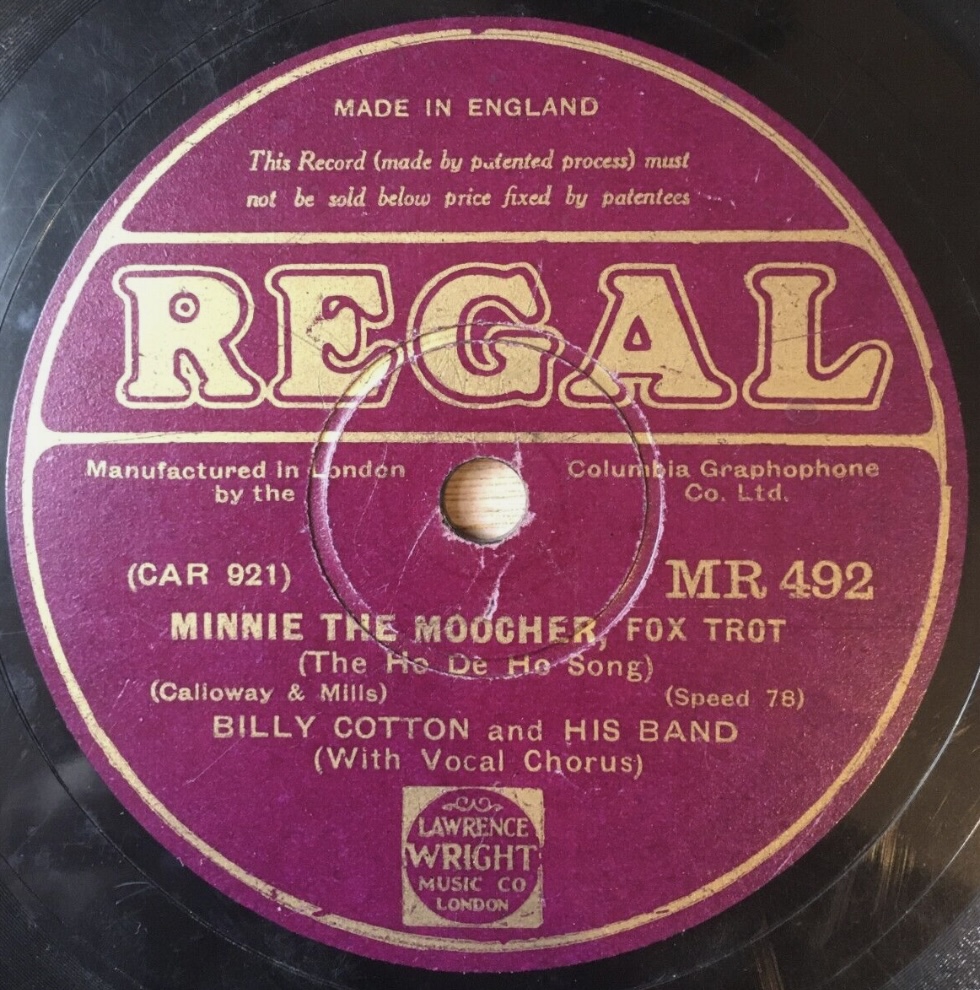 MADE IN ENGLAND
This Record (made by patented process) must
not be sold below price fixed by patentees
REGAL
Manufactured in London Columbia Graphophone
by the Co. Ltd.
(CAR 921) MR 492
MINNIE THE MOOCHER, FOX TROT
(The Ho De Ho Song)
(Calloway & Mills) (Speed 78)
BILLY COTTON and HIS BAND
(With Vocal Chorus)
LAWRENCE
WRIGHT
MUSIC CO
LONDON